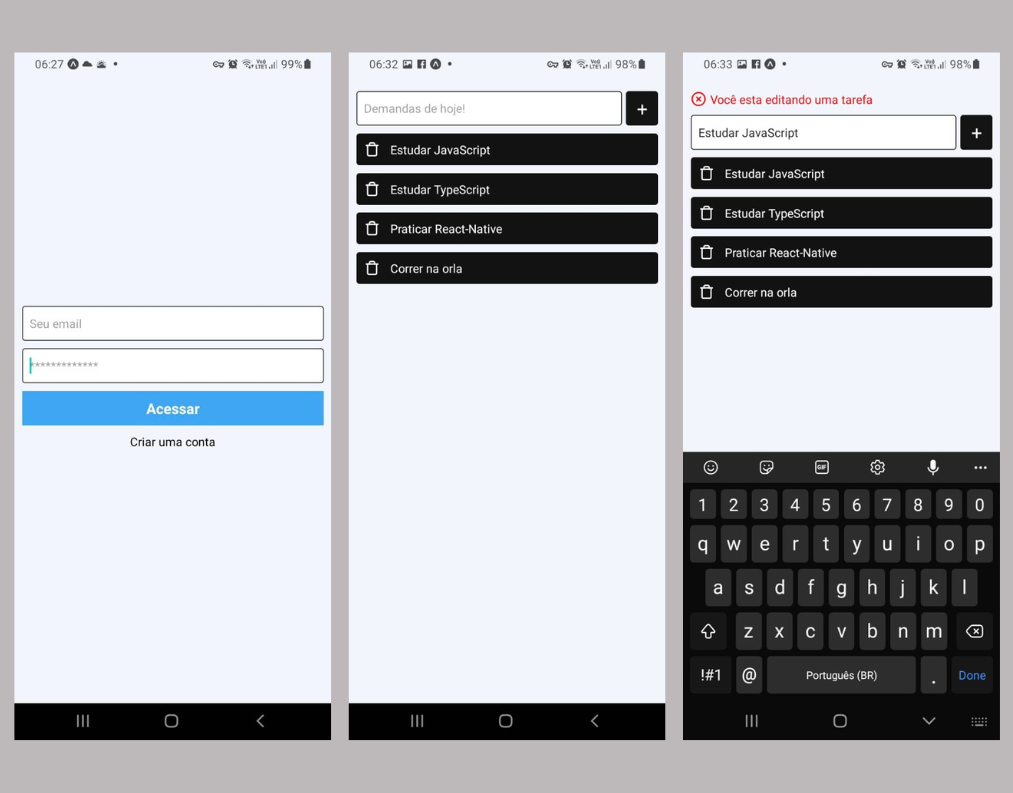 06:27
99%
Seu email
*************
Acessar
Criar uma conta
06:32
98%
Demandas de hoje!
+
Estudar JavaScript
Estudar TypeScript
Praticar React-Native
Correr na orla
06:33
98%
Você esta editando uma tarefa
Estudar JavaScript
+
Estudar JavaScript
Estudar TypeScript
Praticar React-Native
Correr na orla
GIF
1 2 3 4 5 6 7 8 9 0
q w e r t y u i o p
a s d f g h j k l
z x c v b n m
!#1 @ Português (BR) . Done